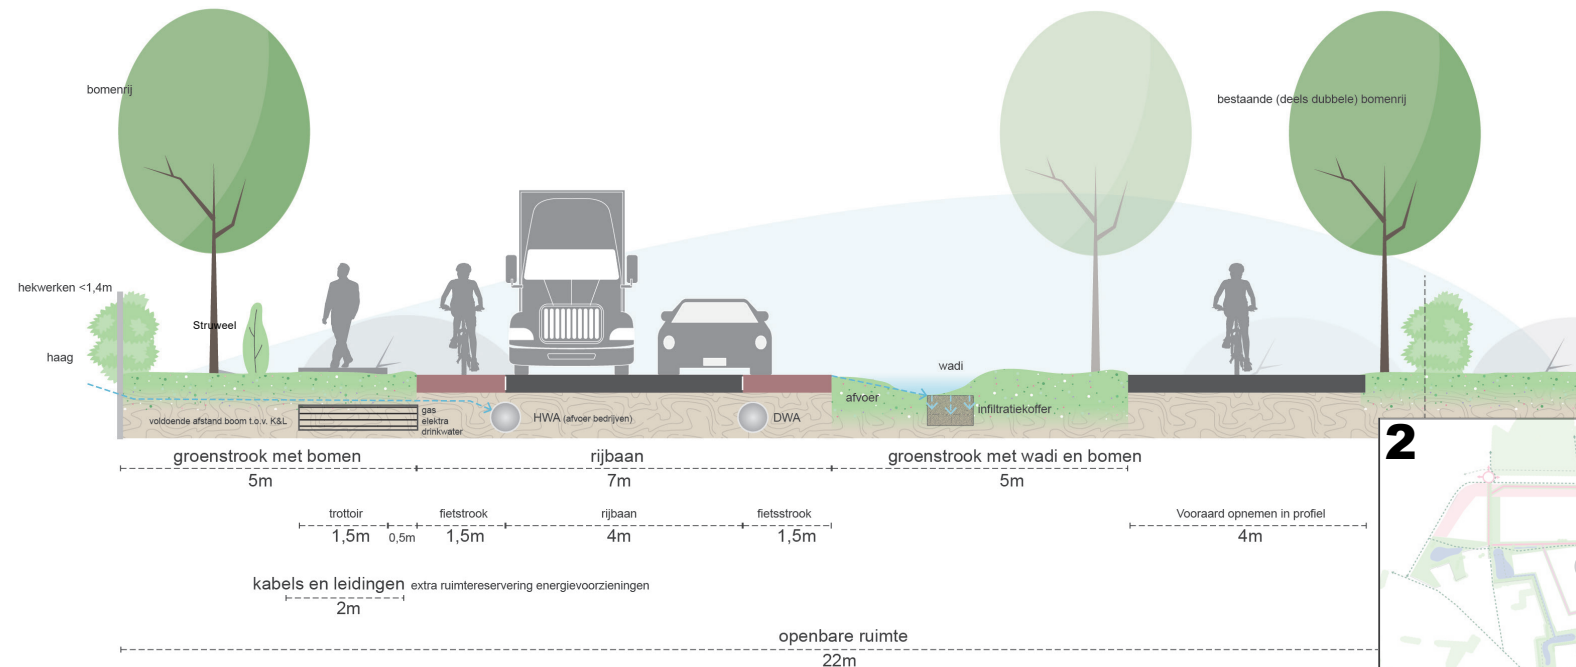 bomenrij
bestaande (deels dubbele) bomenrij
hekwerken <1,4m
Struweel
haag
wadi
afvoer
infiltratiekoffer
voldoende afstand boom t.o.v. K&L
gas
elektra
drinkwater
HWA (afvoer bedrijven)
DWA
2
groenstrook met bomen
5m
rijbaan
7m
groenstrook met wadi en bomen
5m
trottoir
1,5m
0,5m
fietstrook
1,5m
rijbaan
4m
fietsstrook
1,5m
Vooraard opnemen in profiel
4m
kabels en leidingen extra ruimtereservering energievoorzieningen
2m
openbare ruimte
22m